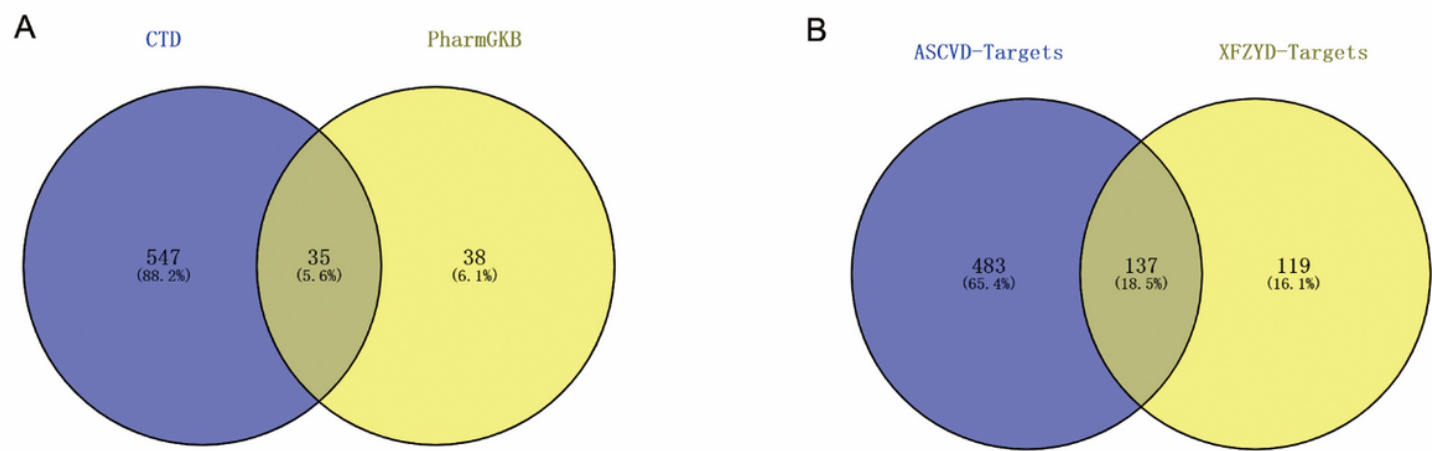 A
CTD
PharmGKB
547
(88.2%)
35
(5.6%)
38
(6.1%)
B
ASCVD-Targets
XFZYD-Targets
483
(65.4%)
137
(18.5%)
119
(16.1%)